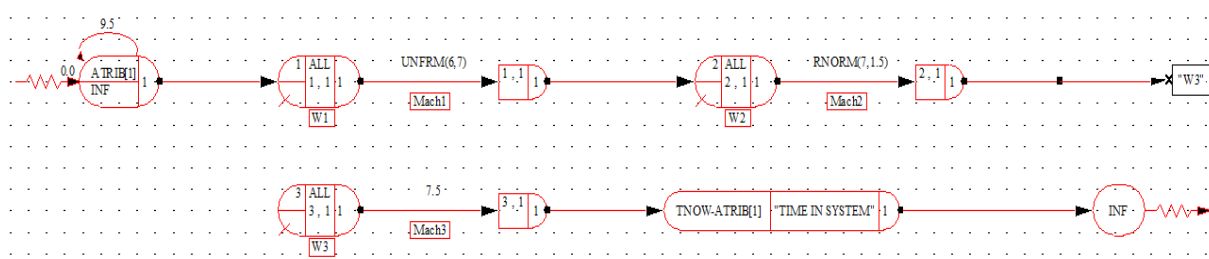 9.5
0.0
ATRIB[1]
INF
1
1
ALL
1, 1
1
W1
UNFRM(6,7)
Mach1
1 , 1
1
2
ALL
2, 1
1
W2
RNORM(7,1.5)
Mach2
2, 1
1
"W3"
3
ALL
3, 1
1
W3
7.5
Mach3
3 , 1
1
TNOW-ATRIB[1]
"TIME IN SYSTEM"
1
INF